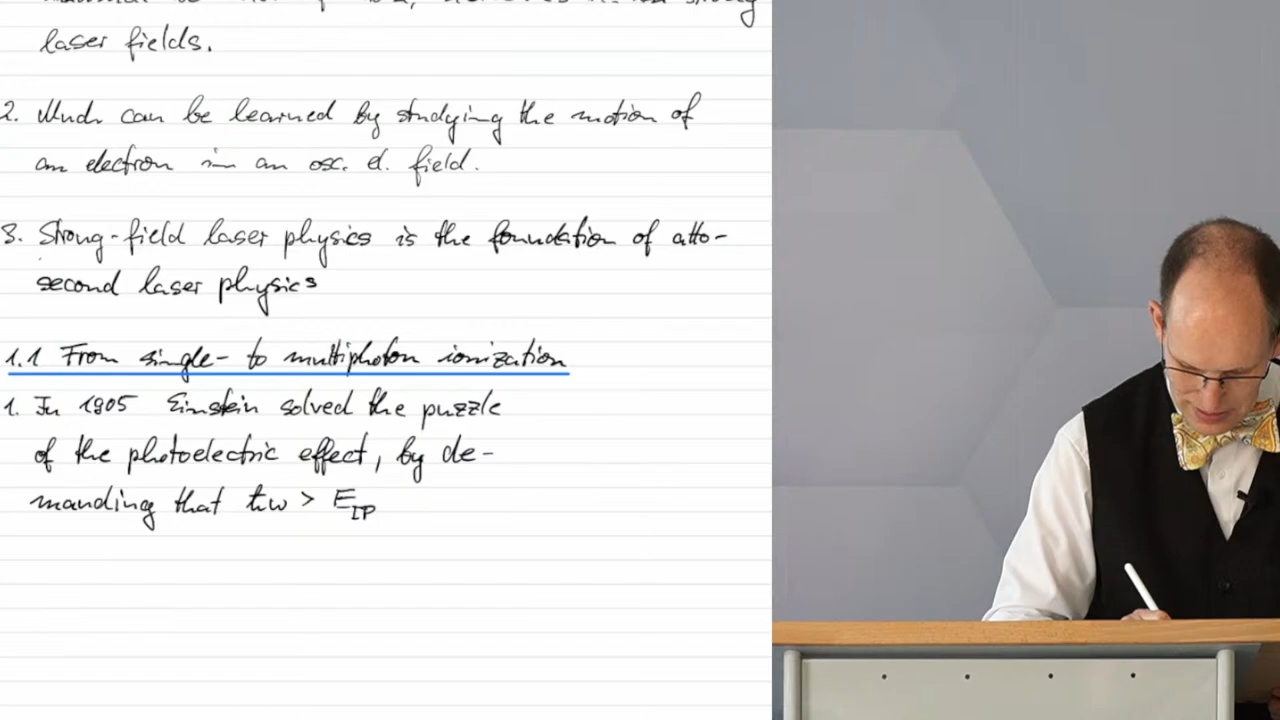 strong
laser fields.
2. Much can be learned by studying the motion of
an electron in an osc. el. field.
3. Strong-field laser physics is the foundation of atto-
second laser physics
1.1 From single- to multiphoton ionization
1. In 1905 Einstein solved the puzzle
of the photoelectric effect, by de-
manding that ħω > E_IP